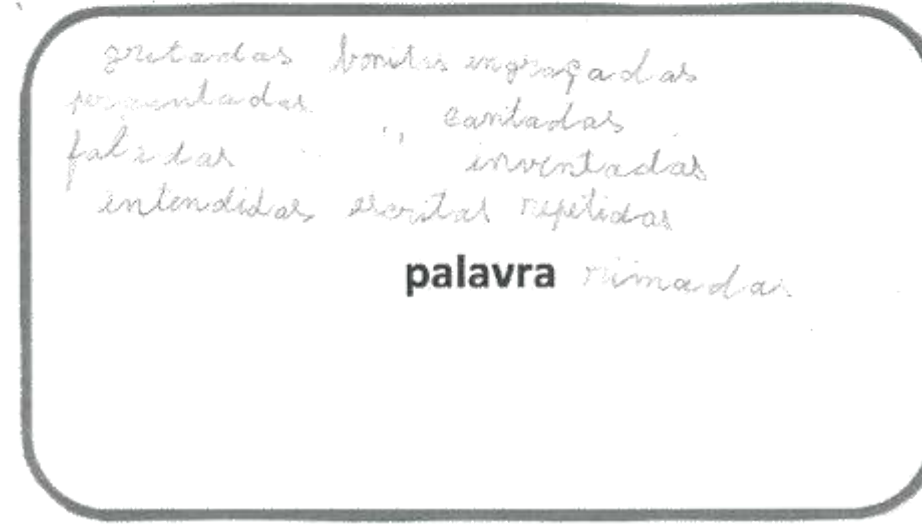 gritadas bonitas engraçadas
perguntadas cantadas
faladas inventadas
entendidas escritas repetidas
palavra rimadas